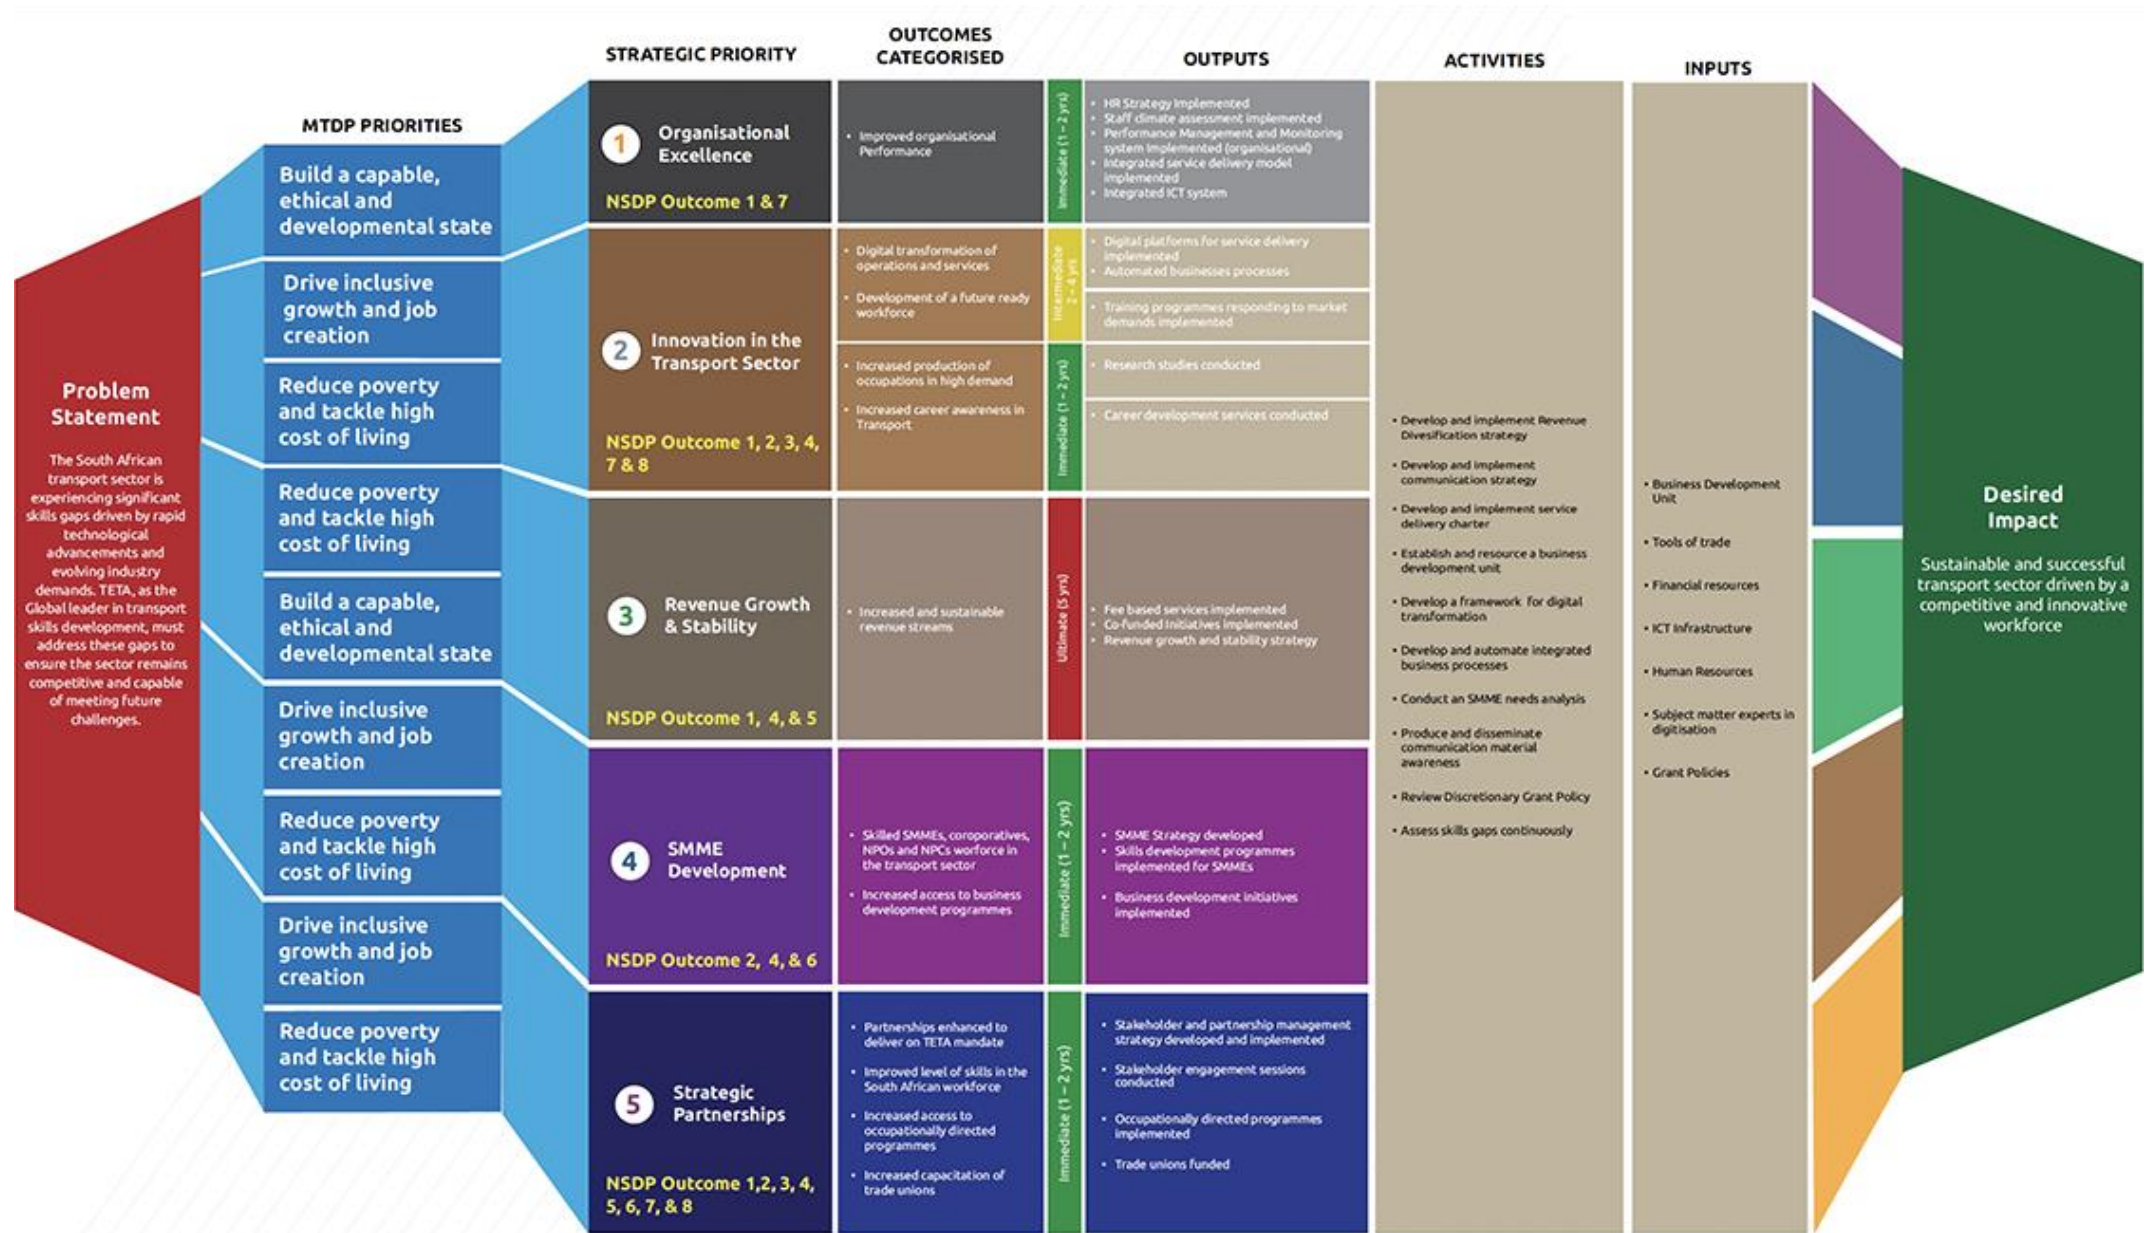 STRATEGIC PRIORITY
OUTCOMES
CATEGORISED
OUTPUTS
ACTIVITIES
INPUTS
MTDP PRIORITIES
Problem
Statement
The South African
transport sector is
experiencing significant
skills gaps driven by rapid
technological
advancements and
evolving industry
demands. TETA, as the
Global leader in transport
skills development, must
address these gaps to
ensure the sector remains
competitive and capable
of meeting future
challenges.
Build a capable,
ethical and
developmental state
Drive inclusive
growth and job
creation
Reduce poverty
and tackle high
cost of living
Reduce poverty
and tackle high
cost of living
Build a capable,
ethical and
developmental state
Drive inclusive
growth and job
creation
Reduce poverty
and tackle high
cost of living
Drive inclusive
growth and job
creation
Reduce poverty
and tackle high
cost of living
1
Organisational
Excellence
NSDP Outcome 1 & 7
• Improved organisational
Performance
Immediate (1 – 2 yrs)
• HR Strategy Implemented
• Staff climate assessment implemented
• Performance Management and Monitoring
system Implemented (organisational)
• Integrated service delivery model
implemented
• Integrated ICT system
2
Innovation in the
Transport Sector
NSDP Outcome 1, 2, 3, 4,
7 & 8
• Digital transformation of
operations and services
• Development of a future ready
workforce
Intermediate
2 – 4 yrs
• Digital platforms for service delivery
implemented
• Automated businesses processes
• Training programmes responding to market
demands implemented
• Increased production of
occupations in high demand
• Increased career awareness in
Transport
Immediate (1 – 2 yrs)
• Research studies conducted
• Career development services conducted
3
Revenue Growth
& Stability
NSDP Outcome 1, 4, & 5
• Increased and sustainable
revenue streams
Ultimate (5 yrs)
• Fee based services implemented
• Co-funded Initiatives implemented
• Revenue growth and stability strategy
4
SMME
Development
NSDP Outcome 2, 4, & 6
• Skilled SMMEs, coroporatives,
NPOs and NPCs worforce in
the transport sector
• Increased access to business
development programmes
Immediate (1 – 2 yrs)
• SMME Strategy developed
• Skills development programmes
implemented for SMMEs
• Business development initiatives
implemented
5
Strategic
Partnerships
NSDP Outcome 1,2, 3, 4,
5, 6, 7, & 8
• Partnerships enhanced to
deliver on TETA mandate
• Improved level of skills in the
South African workforce
• Increased access to
occupationally directed
programmes
• Increased capacitation of
trade unions
Immediate (1 – 2 yrs)
• Stakeholder and partnership management
strategy developed and implemented
• Stakeholder engagement sessions
conducted
• Occupationally directed programmes
implemented
• Trade unions funded
• Develop and implement Revenue
Divesification strategy
• Develop and implement
communication strategy
• Develop and implement service
delivery charter
• Establish and resource a business
development unit
• Develop a framework for digital
transformation
• Develop and automate integrated
business processes
• Conduct an SMME needs analysis
• Produce and disseminate
communication material
awareness
• Review Discretionary Grant Policy
• Assess skills gaps continuously
• Business Development
Unit
• Tools of trade
• Financial resources
• ICT Infrastructure
• Human Resources
• Subject matter experts in
digitisation
• Grant Policies
Desired
Impact
Sustainable and successful
transport sector driven by a
competitive and innovative
workforce